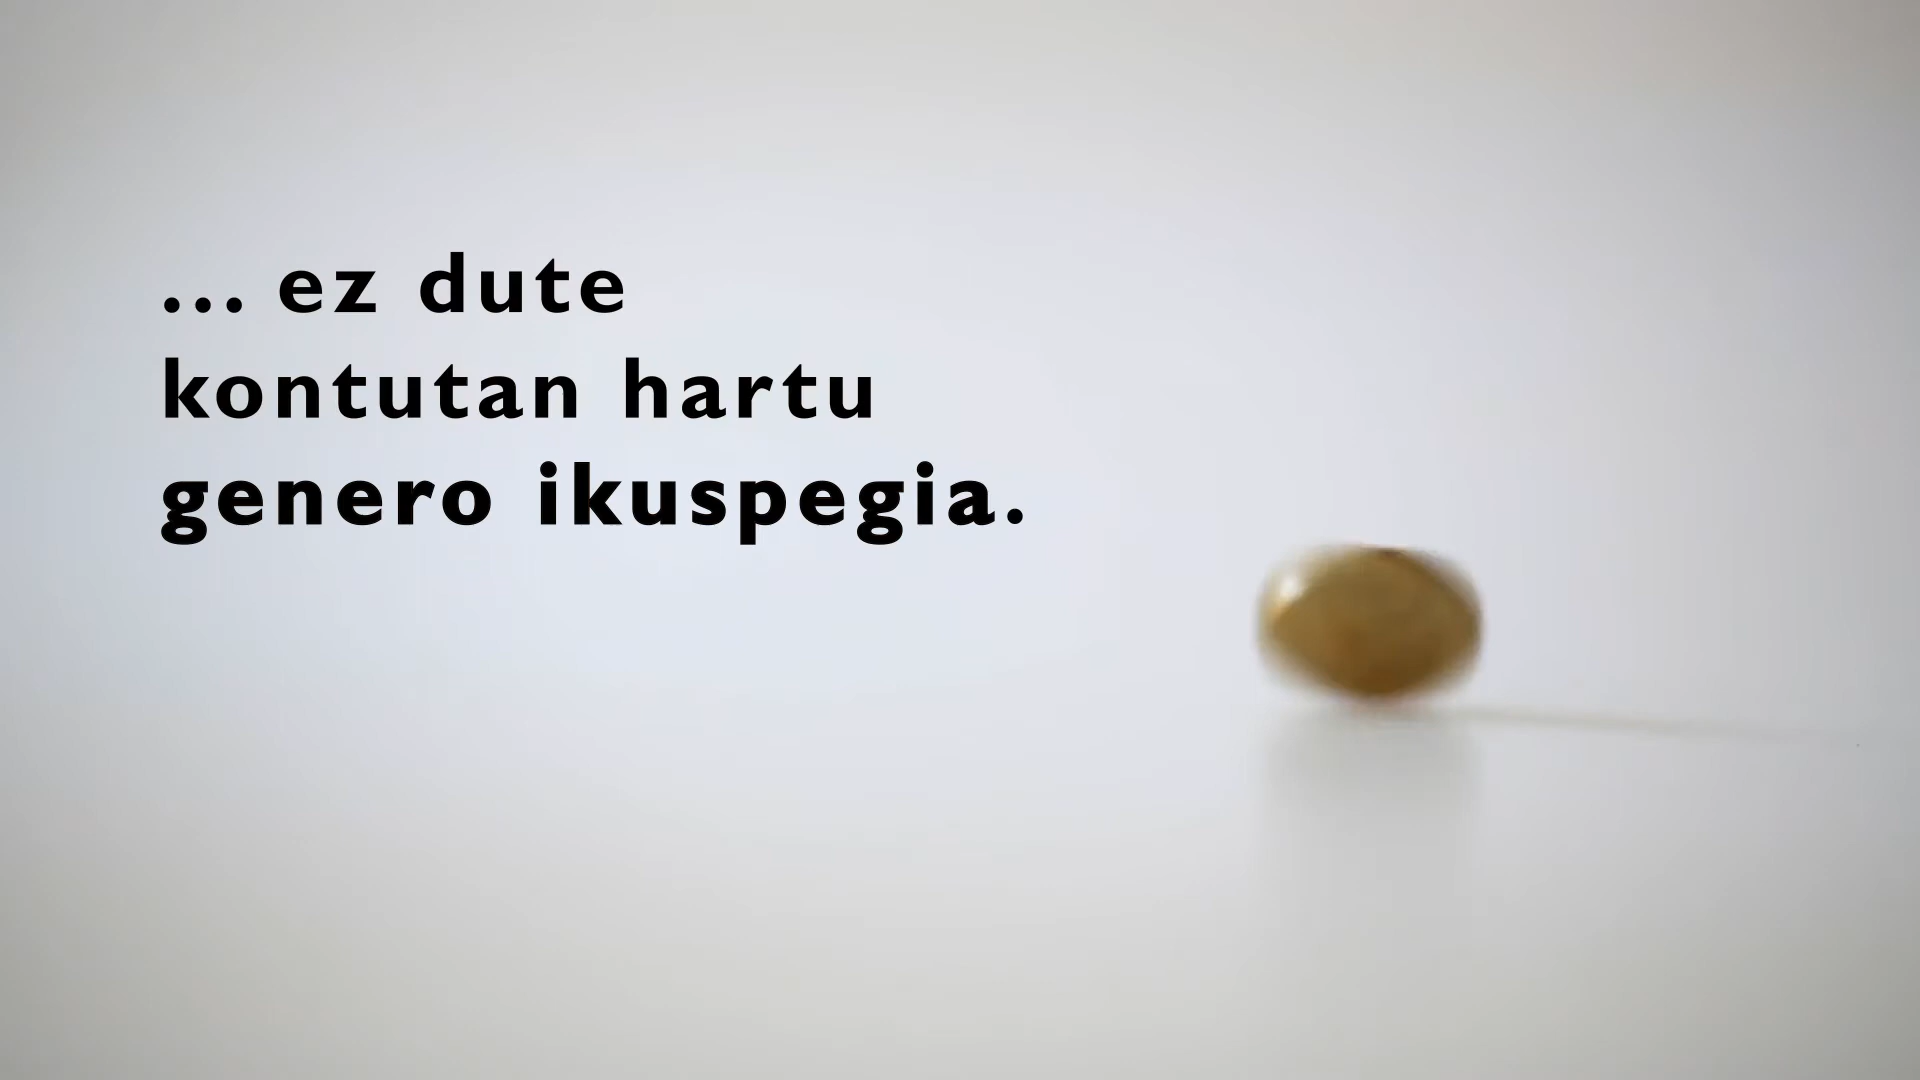 ... ez dute
kontutan hartu
genero ikuspegia.